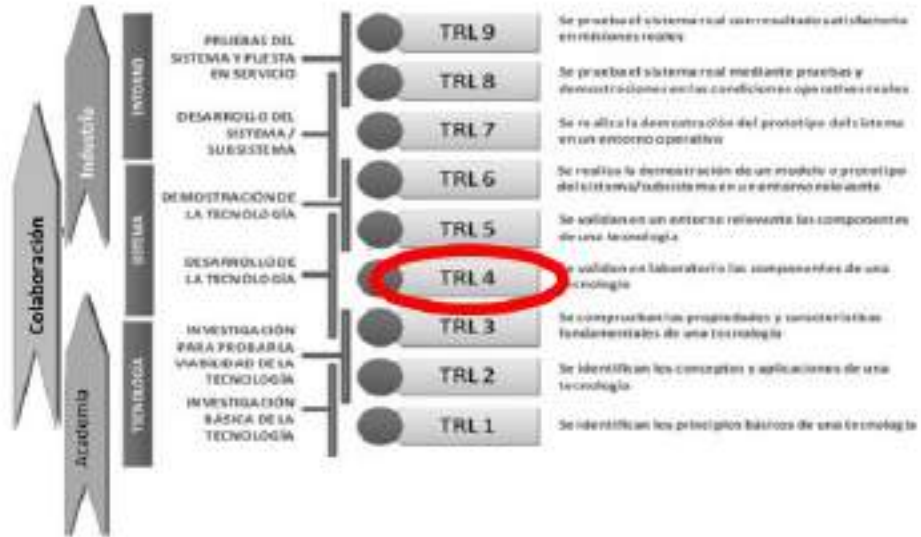 Colaboración
Industria
Academia
ENTORNO
SISTEMA
TECNOLOGÍA
PRUEBAS DEL
SISTEMA Y PUESTA
EN SERVICIO
DESARROLLO DEL
SISTEMA /
SUBSISTEMA
DEMOSTRACIÓN DE
LA TECNOLOGÍA
DESARROLLO DE
LA TECNOLOGÍA
INVESTIGACIÓN
PARA PROBAR LA
VIABILIDAD DE LA
TECNOLOGÍA
INVESTIGACIÓN
BÁSICA DE LA
TECNOLOGÍA
TRL 9
Se prueba el sistema real con resultado satisfactorio
en misiones reales
TRL 8
Se prueba el sistema real mediante pruebas y
demostraciones en las condiciones operativas reales
TRL 7
Se realiza la demostración del prototipo del sistema
en un entorno operativo
TRL 6
Se realiza la demostración de un modelo o prototipo
del sistema/subsistema en un entorno relevante
TRL 5
Se validan en un entorno relevante los componentes
de una tecnología
TRL 4
Se validan en laboratorio los componentes de una
tecnología
TRL 3
Se comprueban las propiedades y características
fundamentales de una tecnología
TRL 2
Se identifican los conceptos y aplicaciones de una
tecnología
TRL 1
Se identifican los principios básicos de una tecnología